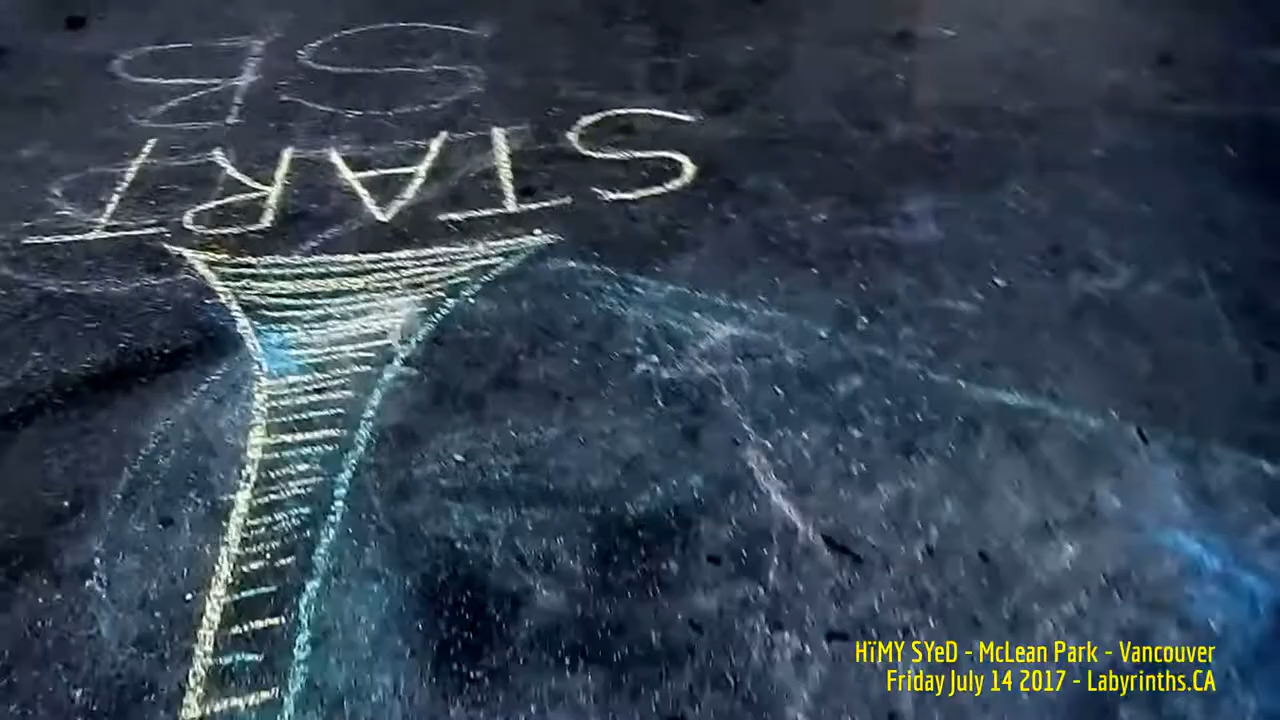 START
HïMY SYeD - McLean Park - Vancouver
Friday July 14 2017 - Labyrinths.CA